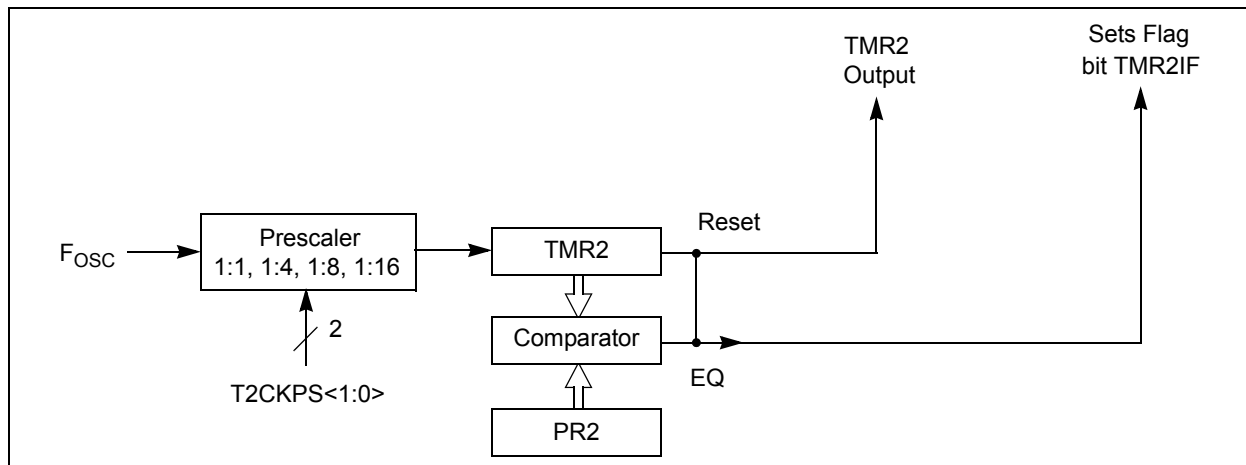 TMR2
Output
Sets Flag
bit TMR2IF
Reset
FOSC
Prescaler
1:1, 1:4, 1:8, 1:16
TMR2
2
Comparator
EQ
T2CKPS<1:0>
PR2